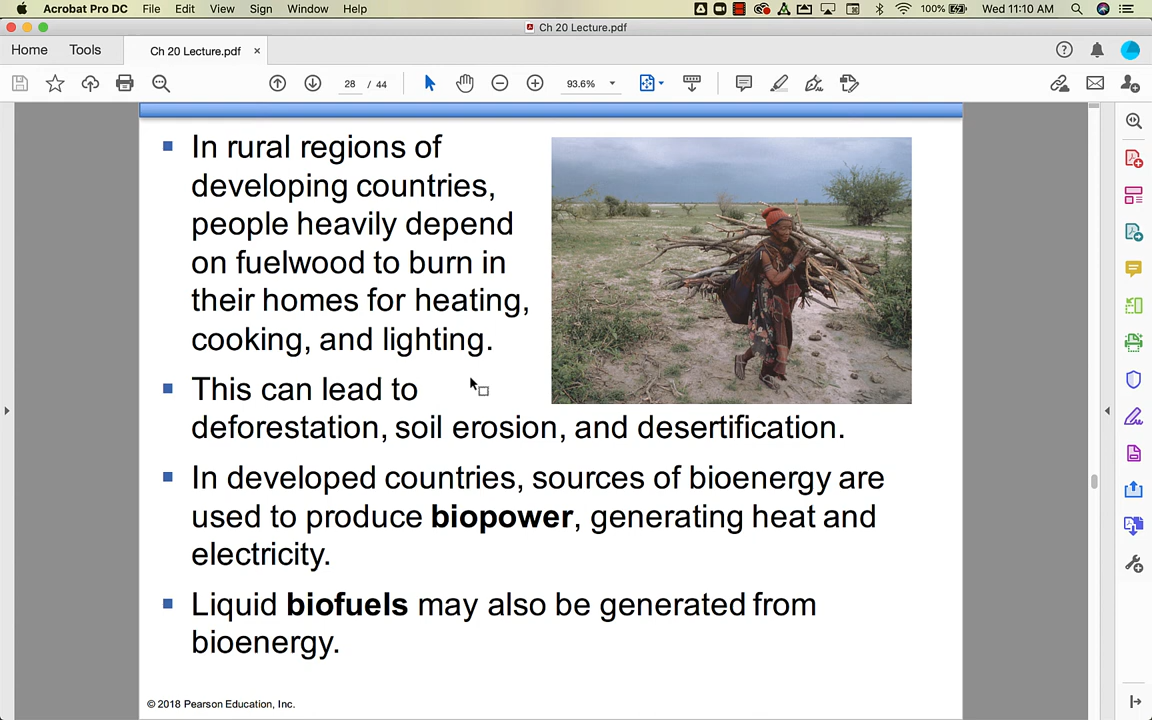 Acrobat Pro DC File Edit View Sign Window Help 100% Wed 11:10 AM
Ch 20 Lecture.pdf
Home Tools Ch 20 Lecture.pdf ×
28 / 44 93.6%
In rural regions of
developing countries,
people heavily depend
on fuelwood to burn in
their homes for heating,
cooking, and lighting.
This can lead to
deforestation, soil erosion, and desertification.
In developed countries, sources of bioenergy are
used to produce biopower, generating heat and
electricity.
Liquid biofuels may also be generated from
bioenergy.
© 2018 Pearson Education, Inc.